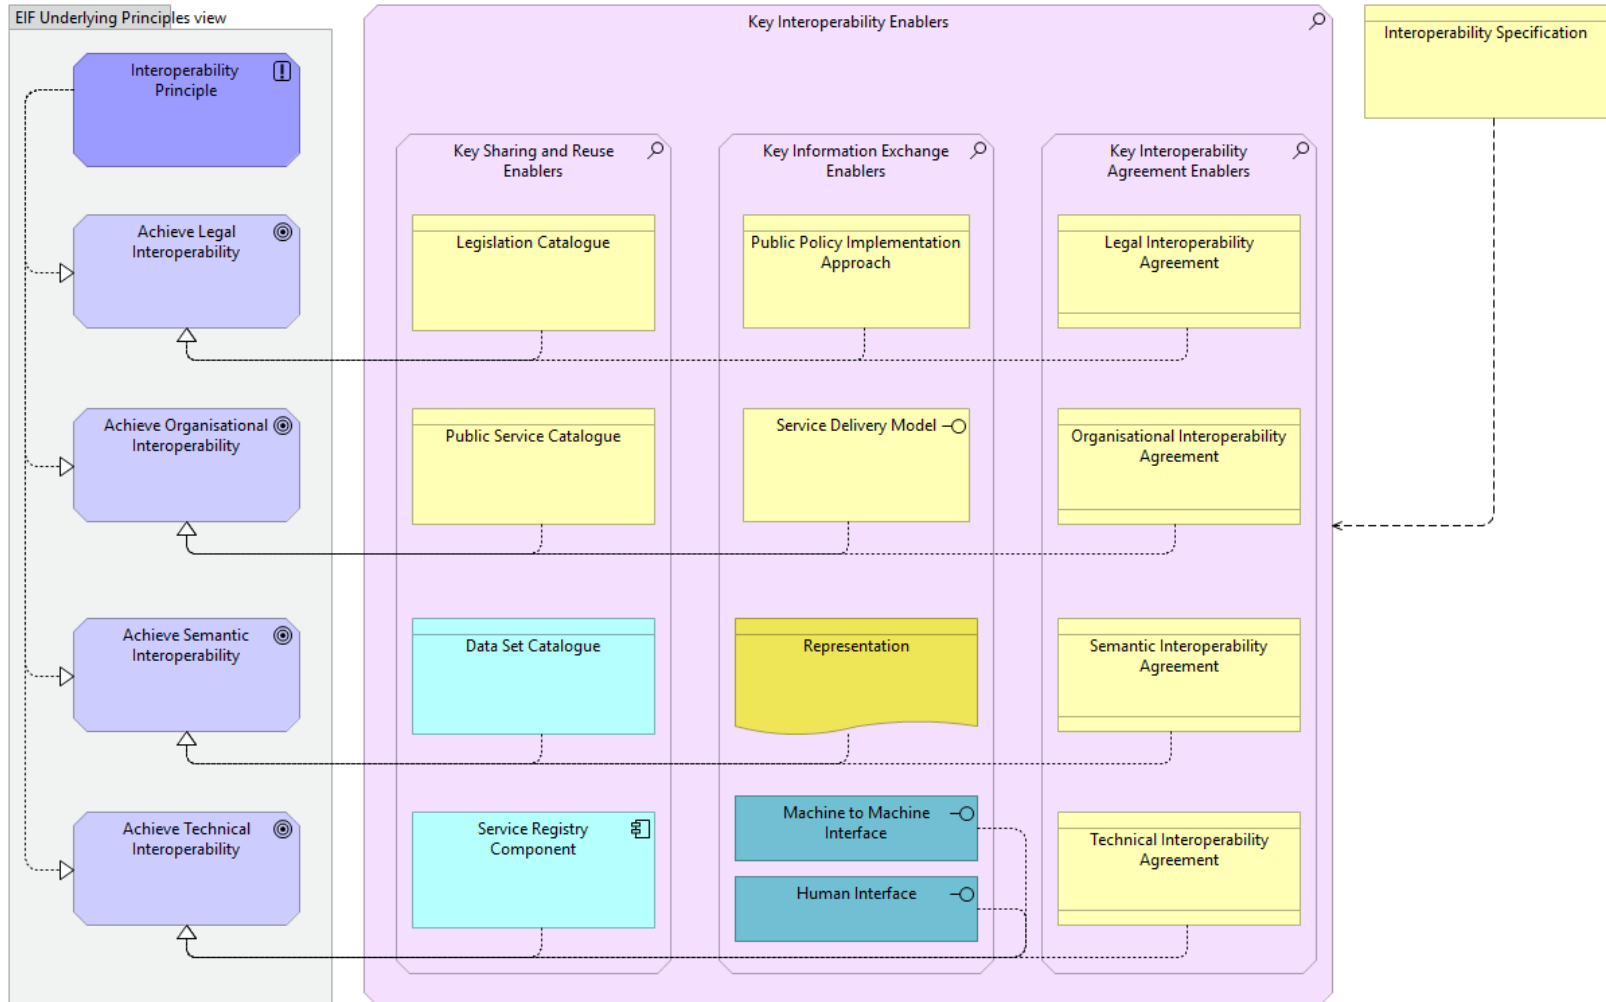 EIF Underlying Principles view
Key Interoperability Enablers
Interoperability Specification
Interoperability
Principle
Key Sharing and Reuse
Enablers
Key Information Exchange
Enablers
Key Interoperability
Agreement Enablers
Achieve Legal
Interoperability
Legislation Catalogue
Public Policy Implementation
Approach
Legal Interoperability
Agreement
Achieve Organisational
Interoperability
Public Service Catalogue
Service Delivery Model
Organisational Interoperability
Agreement
Achieve Semantic
Interoperability
Data Set Catalogue
Representation
Semantic Interoperability
Agreement
Achieve Technical
Interoperability
Service Registry
Component
Machine to Machine
Interface
Human Interface
Technical Interoperability
Agreement